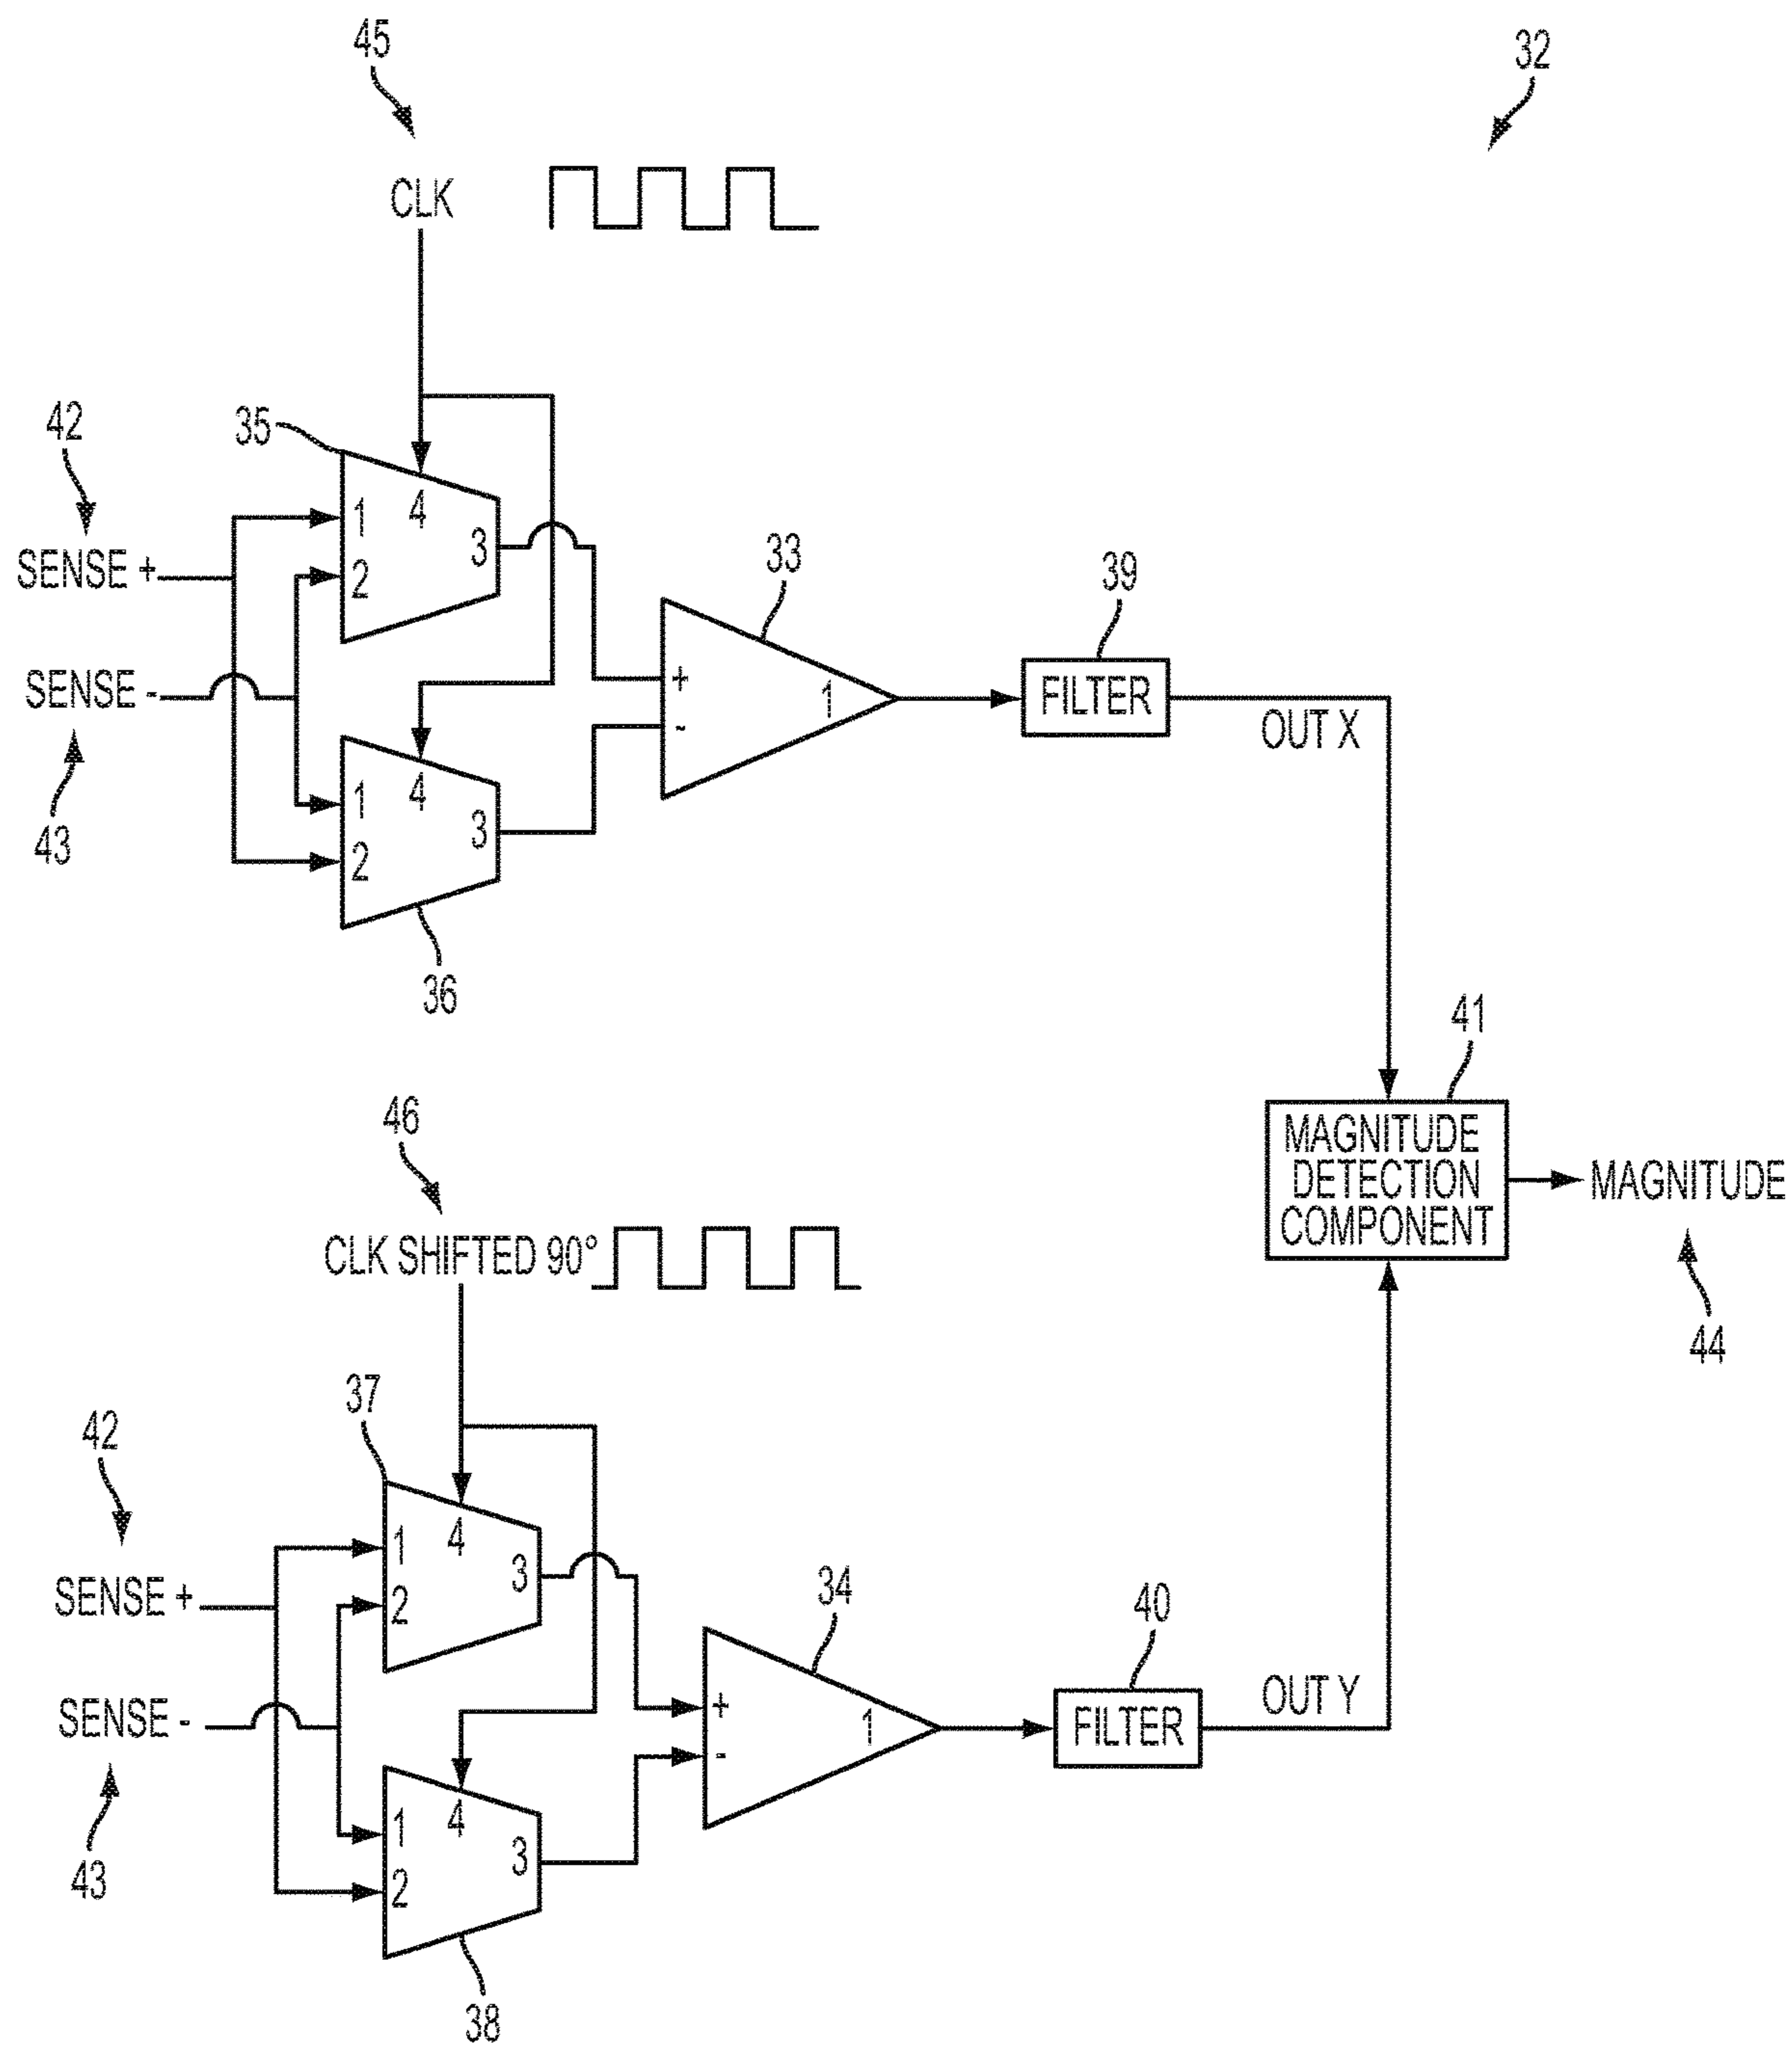 45
32
CLK
42
35
1
4
3
2
SENSE +
33
39
+
-
1
FILTER
OUT X
SENSE -
43
1
4
3
2
36
41
MAGNITUDE
DETECTION
COMPONENT
MAGNITUDE
44
46
CLK SHIFTED 90°
37
42
1
4
3
2
SENSE +
34
40
+
-
1
FILTER
OUT Y
SENSE -
43
1
4
3
2
38